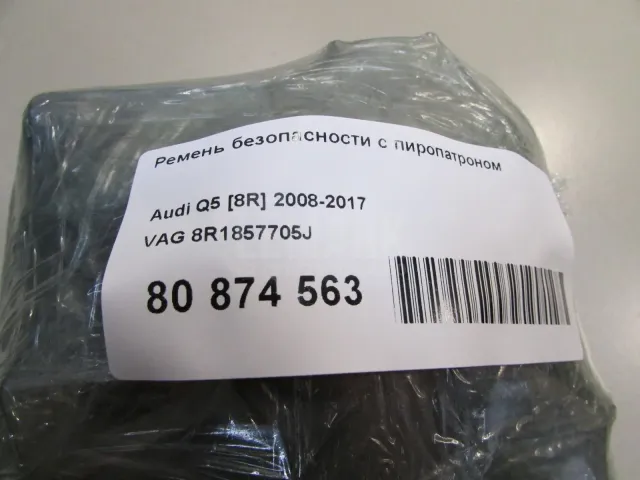 Ремень безопасности с пиропатроном
Audi Q5 [8R] 2008-2017
VAG 8R1857705J
80 874 563